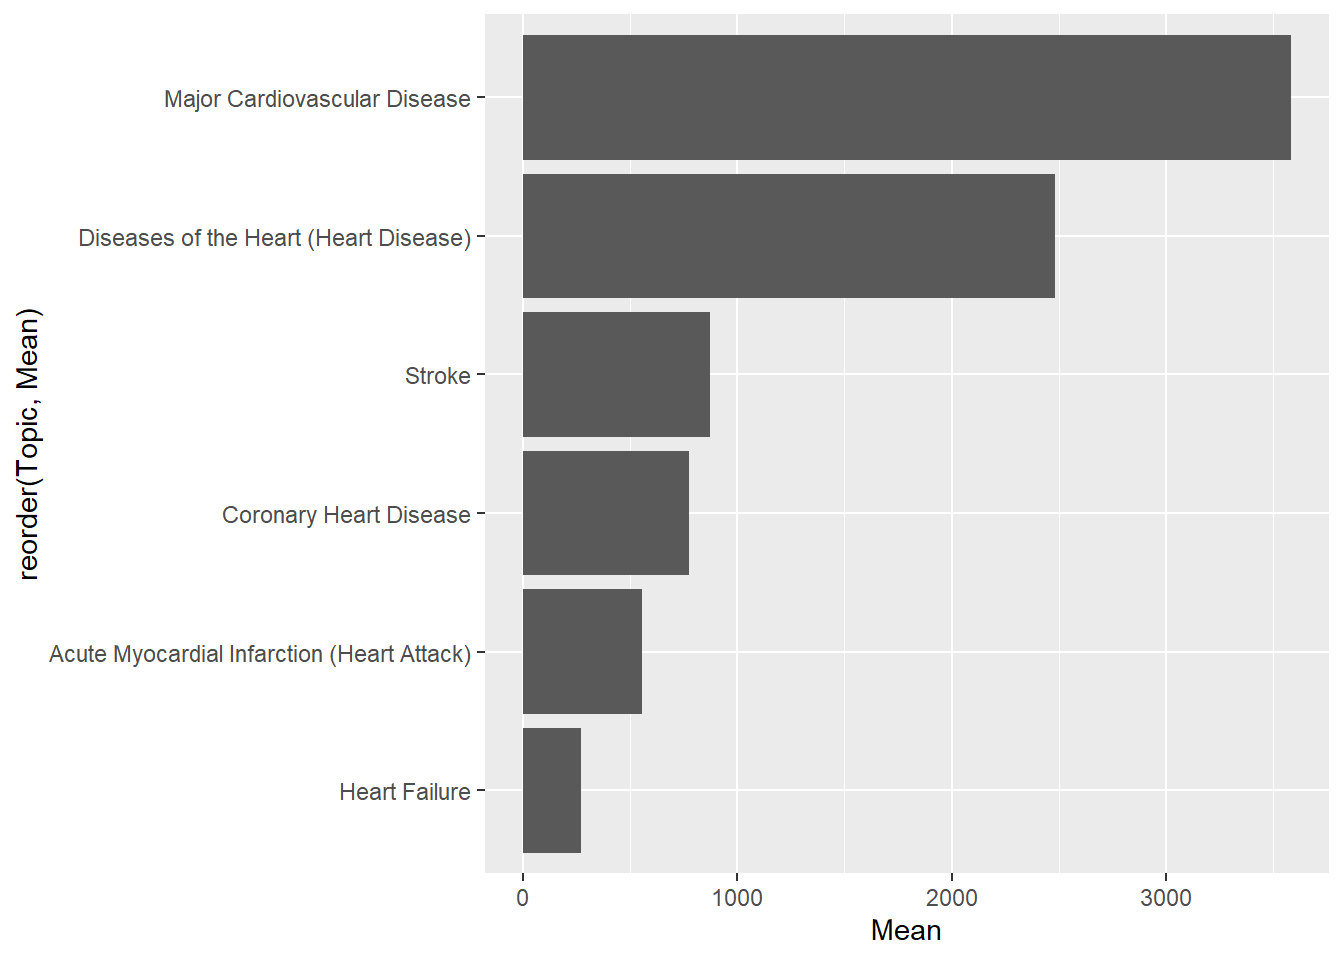 Major Cardiovascular Disease
Diseases of the Heart (Heart Disease)
Stroke
Coronary Heart Disease
Acute Myocardial Infarction (Heart Attack)
Heart Failure
reorder(Topic, Mean)
0 1000 2000 3000
Mean